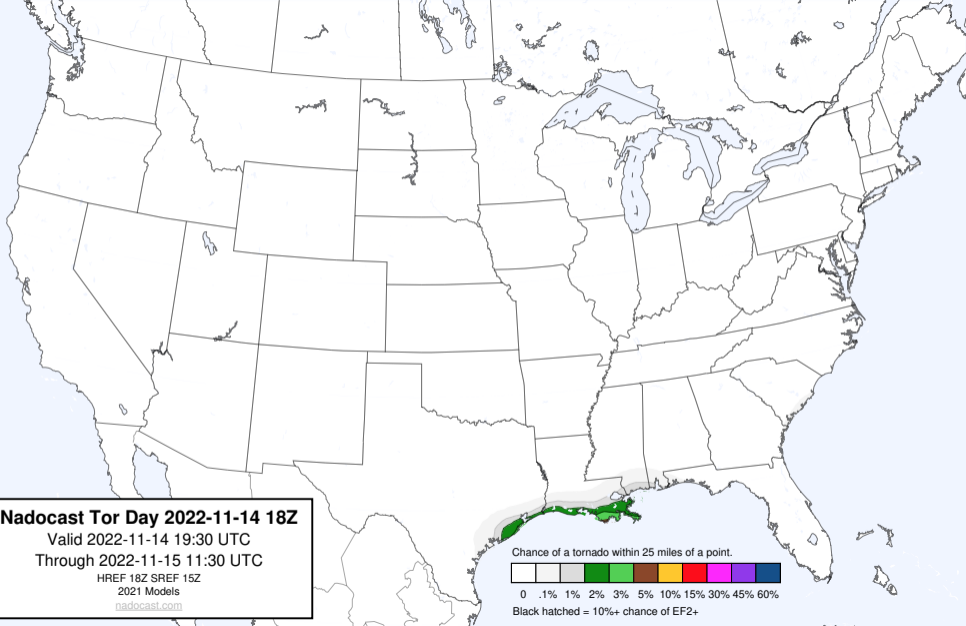 Nadocast Tor Day 2022-11-14 18Z
Valid 2022-11-14 19:30 UTC
Through 2022-11-15 11:30 UTC
HREF 18Z SREF 15Z
2021 Models
nadocast.com
Chance of a tornado within 25 miles of a point.
0 .1% 1% 2% 3% 5% 10% 15% 30% 45% 60%
Black hatched = 10%+ chance of EF2+